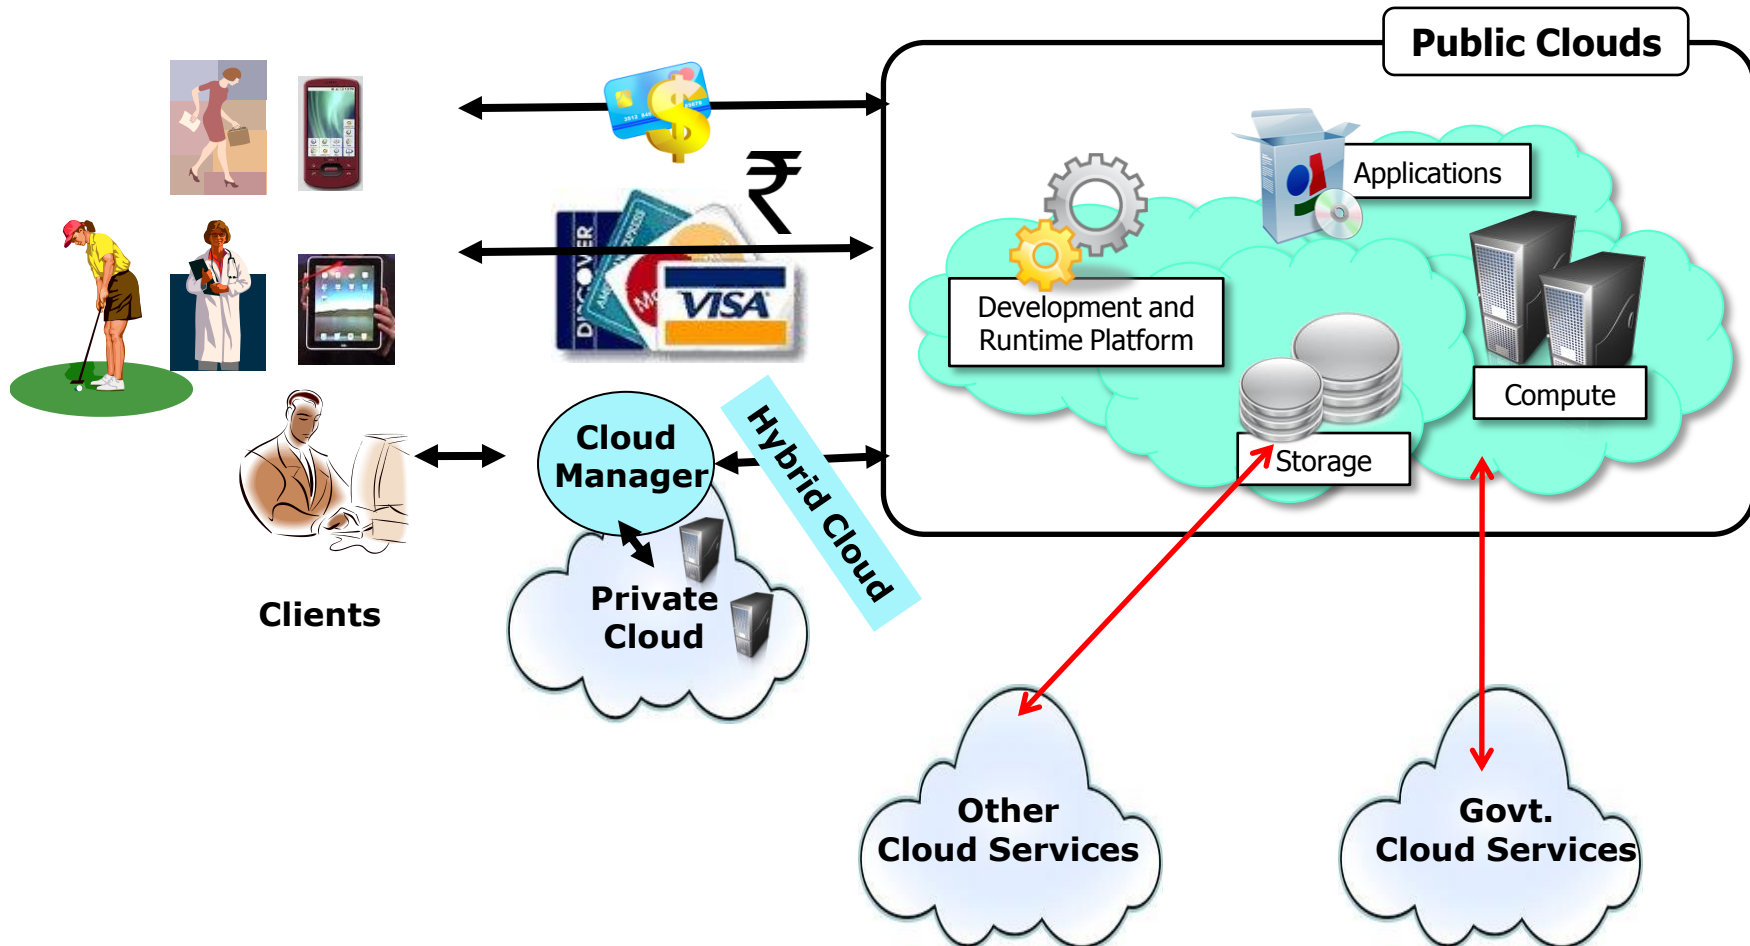 Public Clouds
Applications
Development and
Runtime Platform
Compute
Storage
₹
DISCOVER
VISA
Cloud
Manager
Hybrid Cloud
Private
Cloud
Clients
Other
Cloud Services
Govt.
Cloud Services